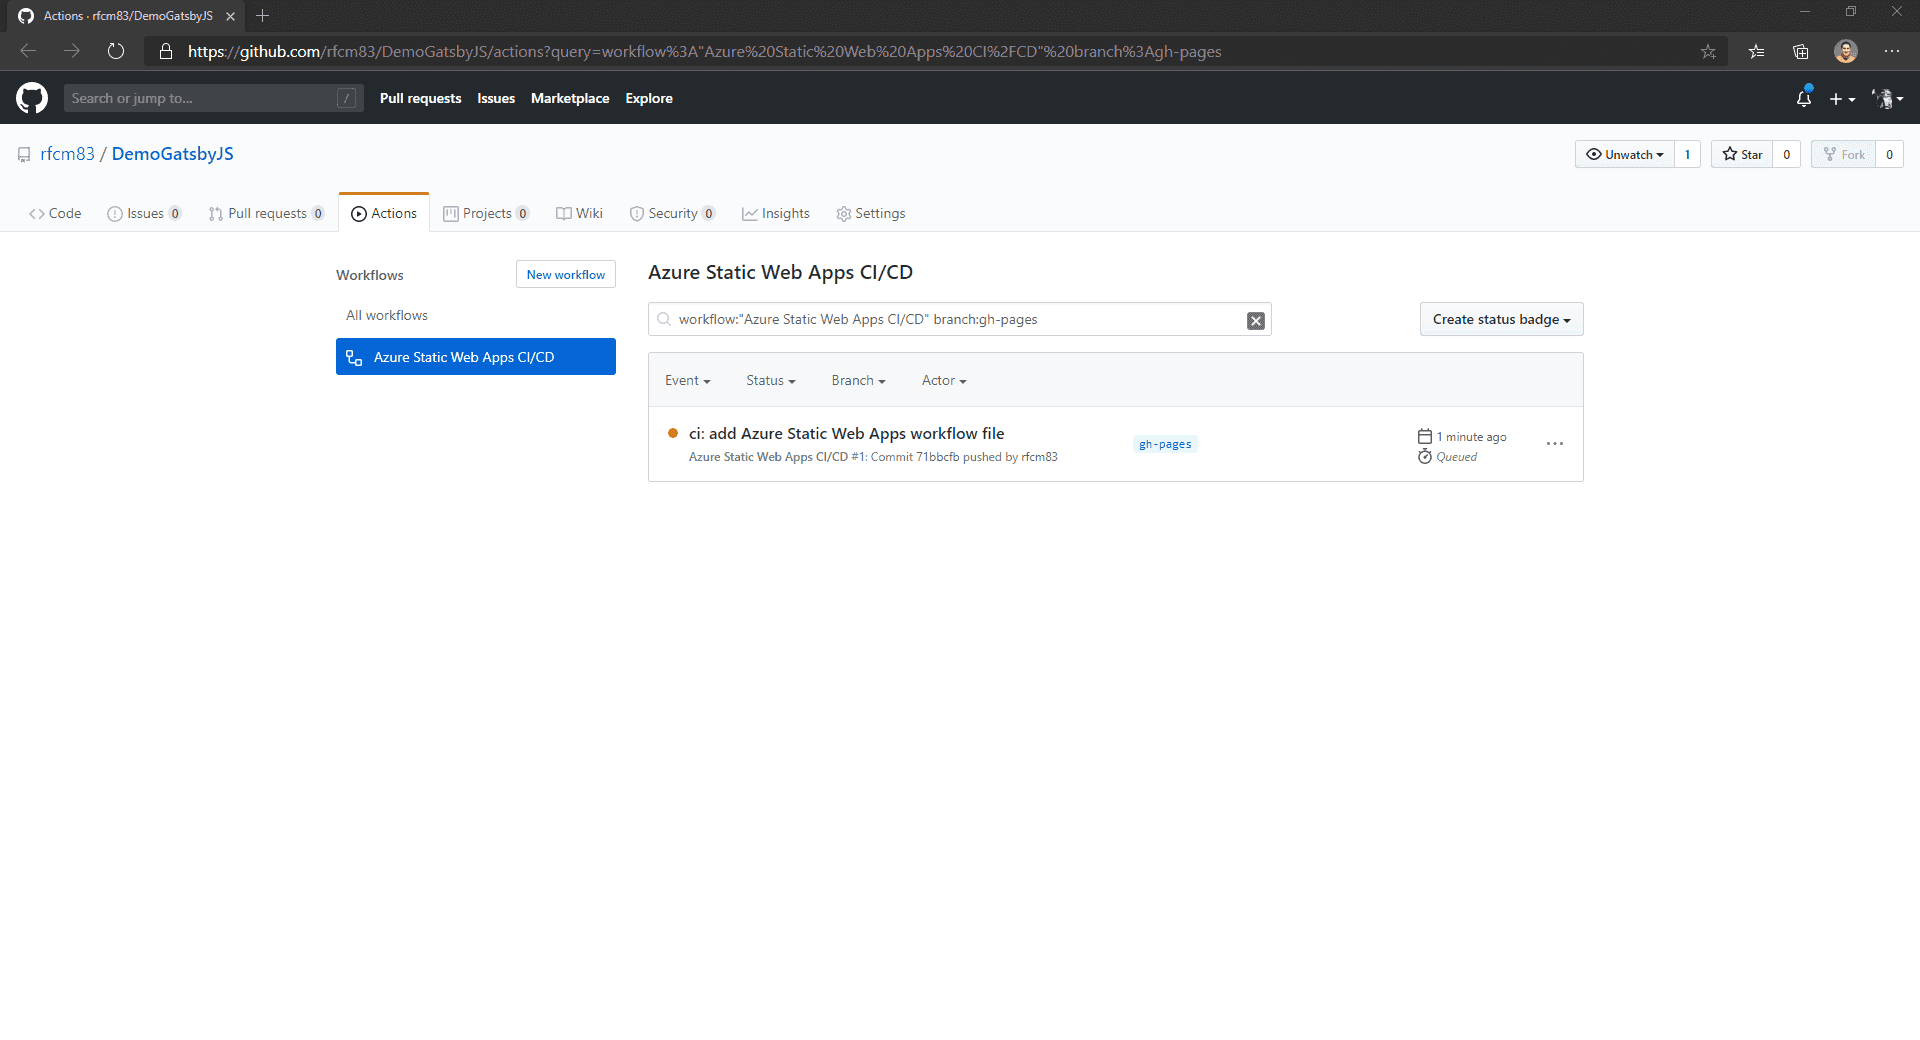 Actions · rfcm83/DemoGatsbyJS
https://github.com/rfcm83/DemoGatsbyJS/actions?query=workflow%3A"Azure%20Static%20Web%20Apps%20CI%2FCD"%20branch%3Agh-pages
Search or jump to... / Pull requests Issues Marketplace Explore
rfcm83 / DemoGatsbyJS Unwatch 1 Star 0 Fork 0
Code Issues 0 Pull requests 0 Actions Projects 0 Wiki Security 0 Insights Settings
Workflows New workflow
All workflows
Azure Static Web Apps CI/CD
Azure Static Web Apps CI/CD
workflow:"Azure Static Web Apps CI/CD" branch:gh-pages Create status badge
Event Status Branch Actor
ci: add Azure Static Web Apps workflow file
Azure Static Web Apps CI/CD #1: Commit 71bbcfb pushed by rfcm83
gh-pages
1 minute ago
Queued